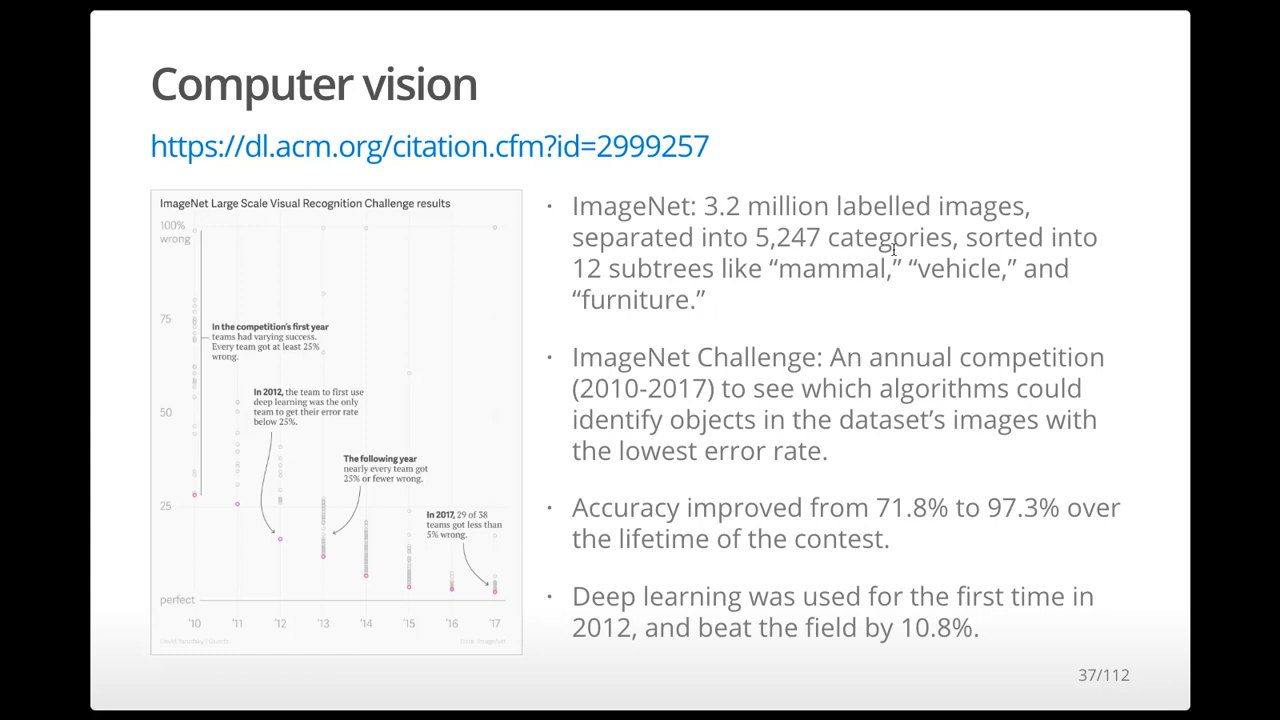 Computer vision
https://dl.acm.org/citation.cfm?id=2999257
ImageNet Large Scale Visual Recognition Challenge results
100%
wrong
75
50
25
perfect
In the competition's first year
teams had varying success.
Every team got at least 25%
wrong.
In 2012, the team to first use
deep learning was the only
team to get their error rate
below 25%.
The following year
nearly every team got
25% or fewer wrong.
In 2017, 29 of 38
teams got less than
5% wrong.
'10 '11 '12 '13 '14 '15 '16 '17
David Yanofsky | Quartz
Data: ImageNet
· ImageNet: 3.2 million labelled images,
separated into 5,247 categories, sorted into
12 subtrees like “mammal,” “vehicle,” and
“furniture.”
· ImageNet Challenge: An annual competition
(2010-2017) to see which algorithms could
identify objects in the dataset’s images with
the lowest error rate.
· Accuracy improved from 71.8% to 97.3% over
the lifetime of the contest.
· Deep learning was used for the first time in
2012, and beat the field by 10.8%.
37/112